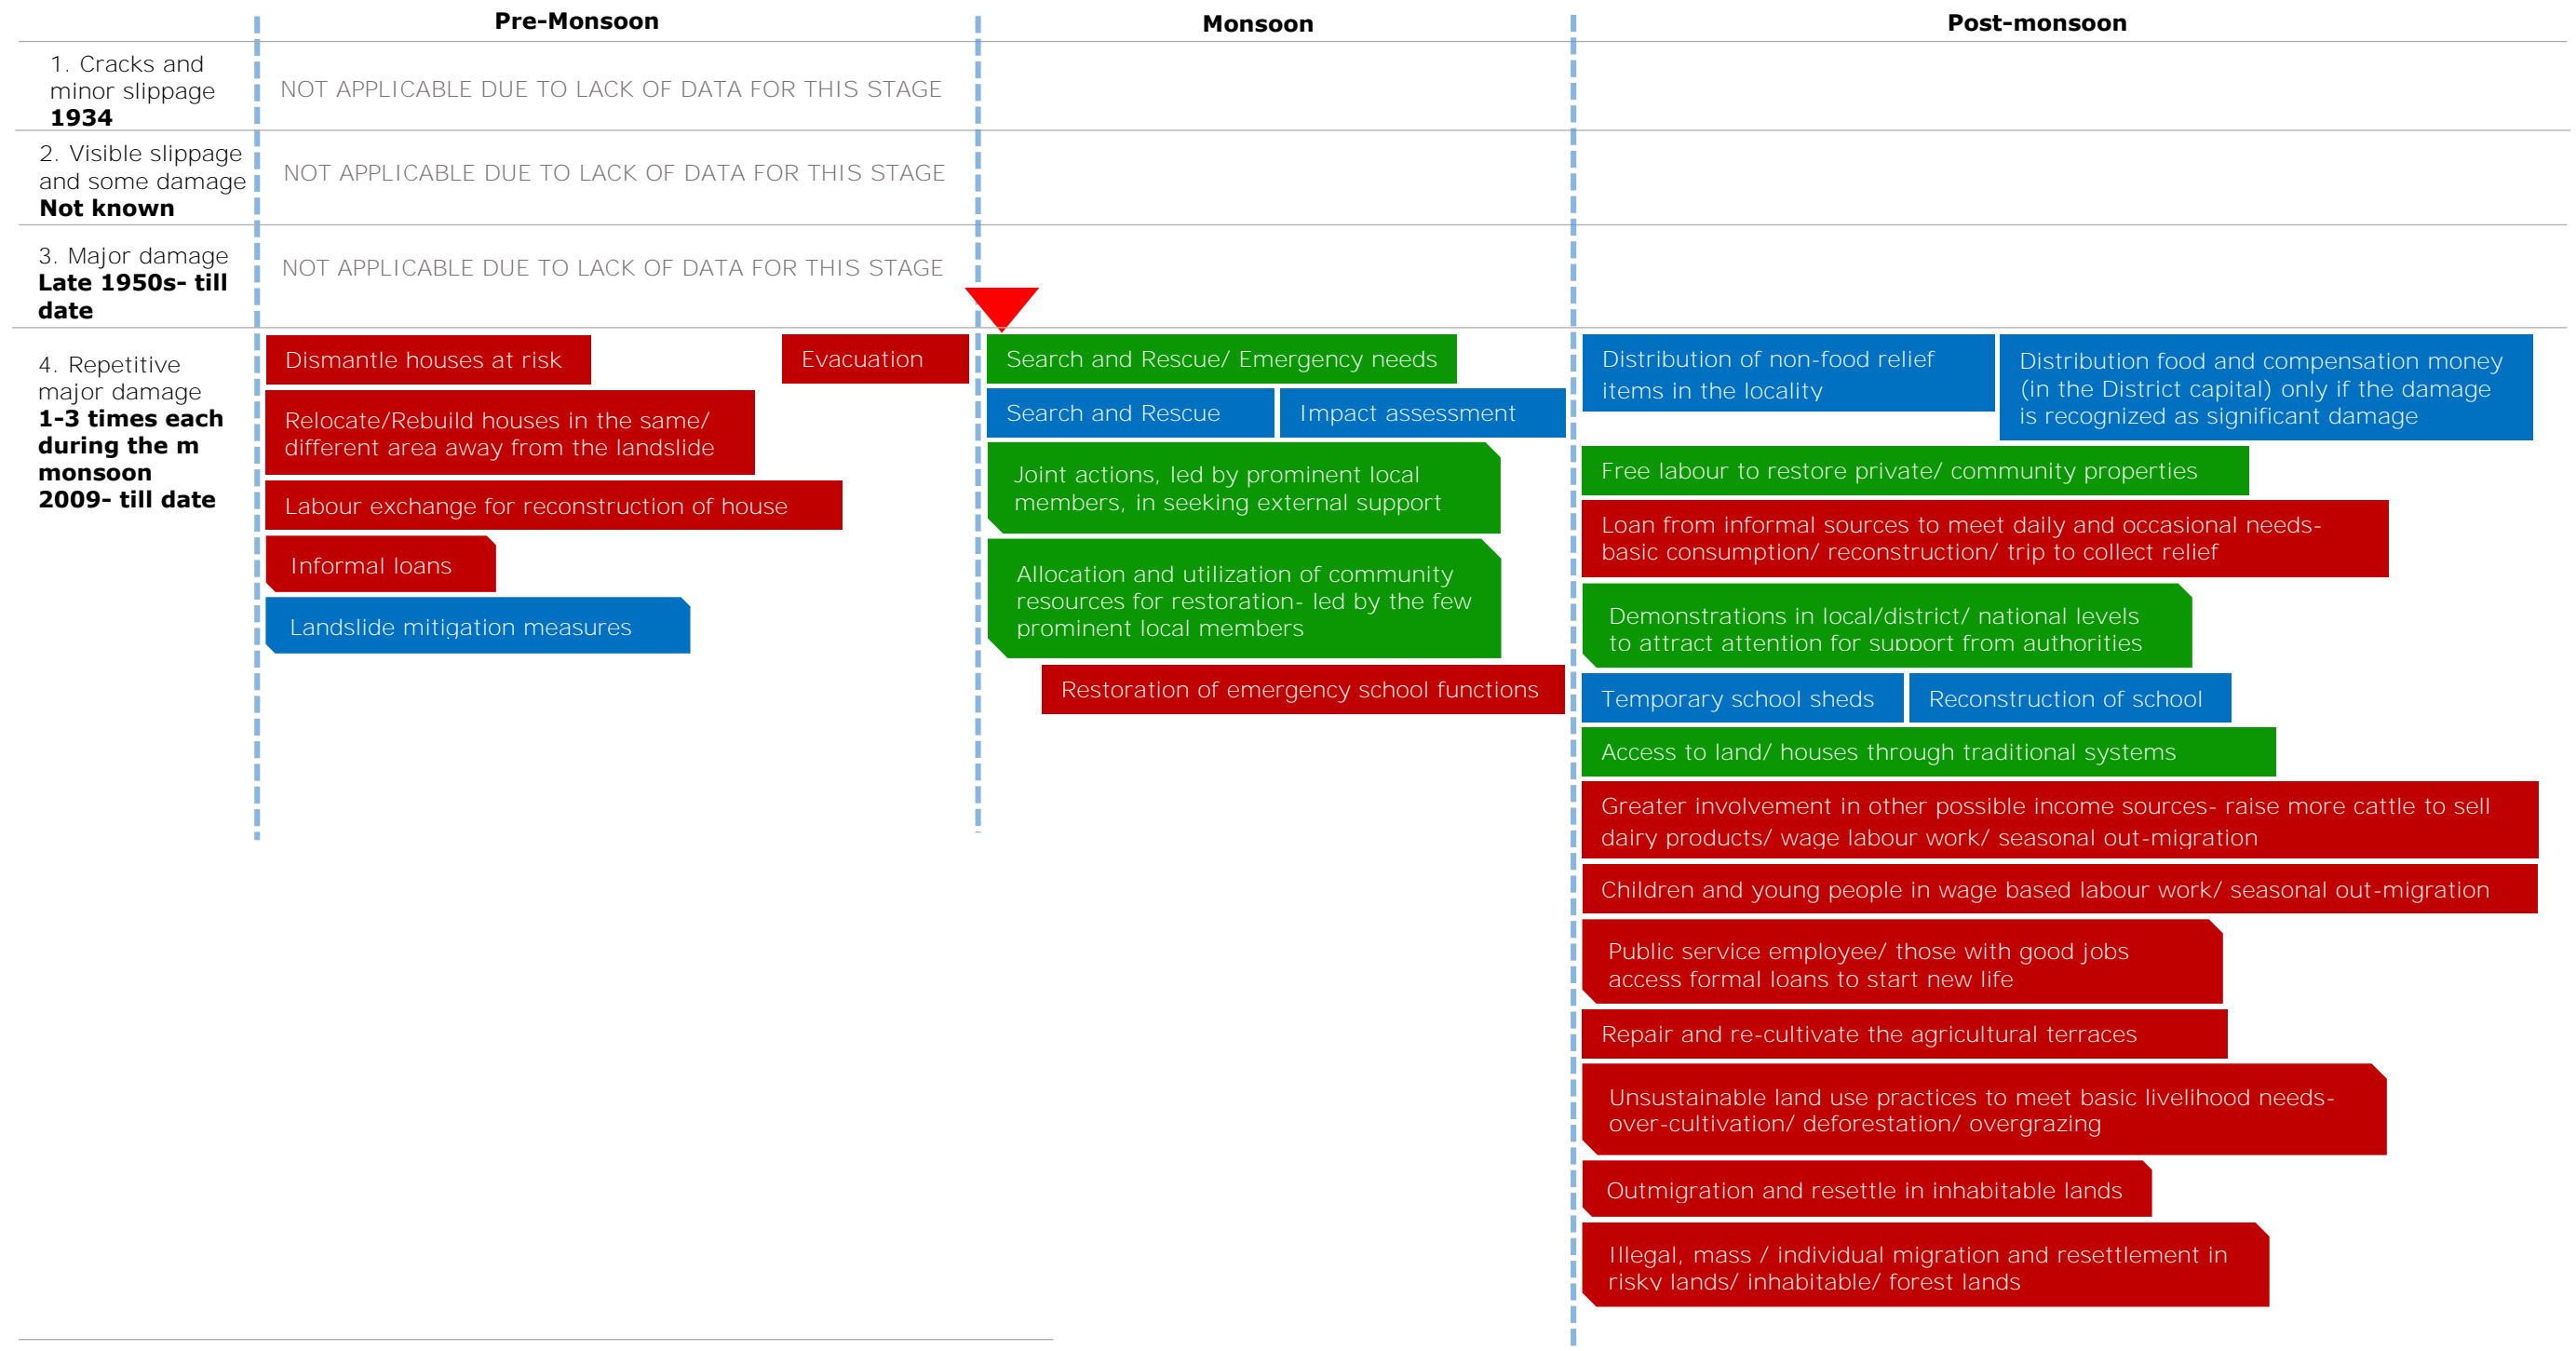 Pre-Monsoon
Monsoon
Post-monsoon
1. Cracks and
minor slippage
1934
NOT APPLICABLE DUE TO LACK OF DATA FOR THIS STAGE
2. Visible slippage
and some damage
Not known
NOT APPLICABLE DUE TO LACK OF DATA FOR THIS STAGE
3. Major damage
Late 1950s- till
date
NOT APPLICABLE DUE TO LACK OF DATA FOR THIS STAGE
4. Repetitive
major damage
1-3 times each
during the m
monsoon
2009- till date
Dismantle houses at risk
Evacuation
Relocate/Rebuild houses in the same/
different area away from the landslide
Labour exchange for reconstruction of house
Informal loans
Landslide mitigation measures
Search and Rescue/ Emergency needs
Search and Rescue
Impact assessment
Joint actions, led by prominent local
members, in seeking external support
Allocation and utilization of community
resources for restoration- led by the few
prominent local members
Restoration of emergency school functions
Distribution of non-food relief
items in the locality
Distribution food and compensation money
(in the District capital) only if the damage
is recognized as significant damage
Free labour to restore private/ community properties
Loan from informal sources to meet daily and occasional needs-
basic consumption/ reconstruction/ trip to collect relief
Demonstrations in local/district/ national levels
to attract attention for support from authorities
Temporary school sheds
Reconstruction of school
Access to land/ houses through traditional systems
Greater involvement in other possible income sources- raise more cattle to sell
dairy products/ wage labour work/ seasonal out-migration
Children and young people in wage based labour work/ seasonal out-migration
Public service employee/ those with good jobs
access formal loans to start new life
Repair and re-cultivate the agricultural terraces
Unsustainable land use practices to meet basic livelihood needs-
over-cultivation/ deforestation/ overgrazing
Outmigration and resettle in inhabitable lands
Illegal, mass / individual migration and resettlement in
risky lands/ inhabitable/ forest lands